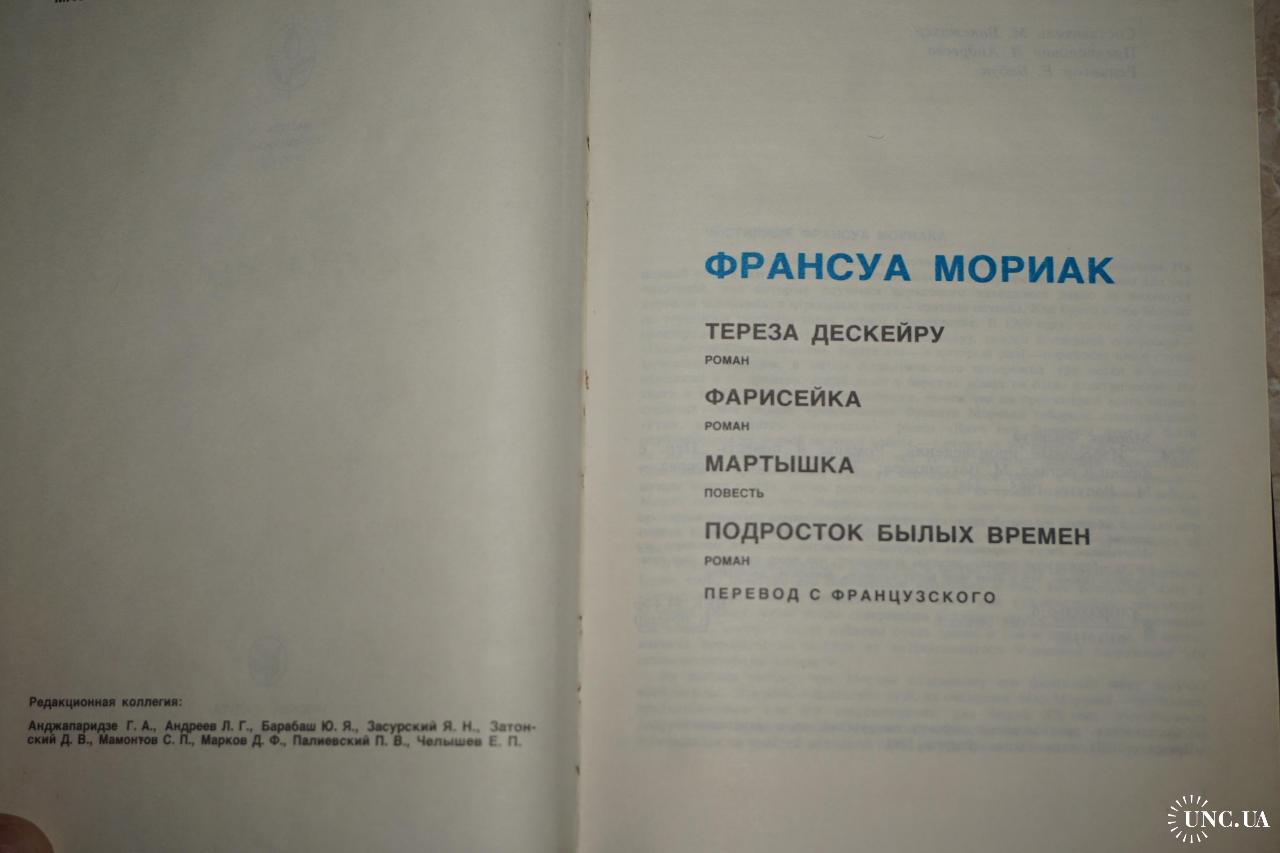 Редакционная коллегия:
Анджапаридзе Г. А., Андреев Л. Г., Барабаш Ю. Я., Засурский Я. Н., Затон-
ский Д. В., Мамонтов С. П., Марков Д. Ф., Палиевский П. В., Челышев Е. П.
ФРАНСУА МОРИАК
ТЕРЕЗА ДЕСКЕЙРУ
РОМАН
ФАРИСЕЙКА
РОМАН
МАРТЫШКА
ПОВЕСТЬ
ПОДРОСТОК БЫЛЫХ ВРЕМЕН
РОМАН
ПЕРЕВОД С ФРАНЦУЗСКОГО
UNC.UA